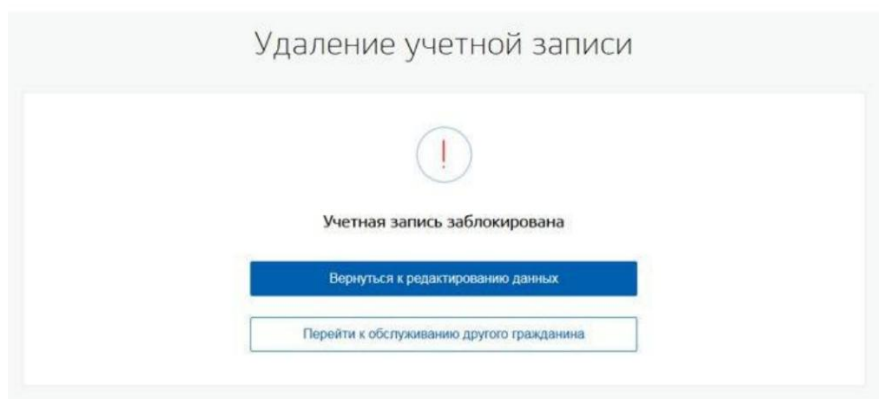 Удаление учетной записи
!
Учетная запись заблокирована
Вернуться к редактированию данных
Перейти к обслуживанию другого гражданина